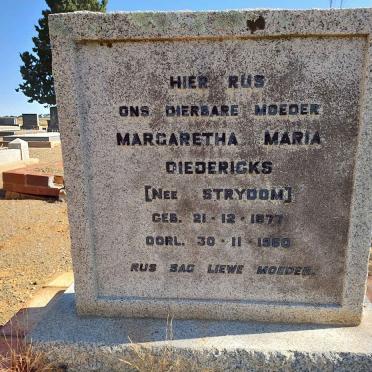 HIER RUS
ONS DIERBARE MOEDER
MARGARETHA MARIA
DIEDERICKS
[NEE STRYDOM]
GEB. 21-12-1877
OORL. 30-11-1960
RUS SAG LIEWE MOEDER.